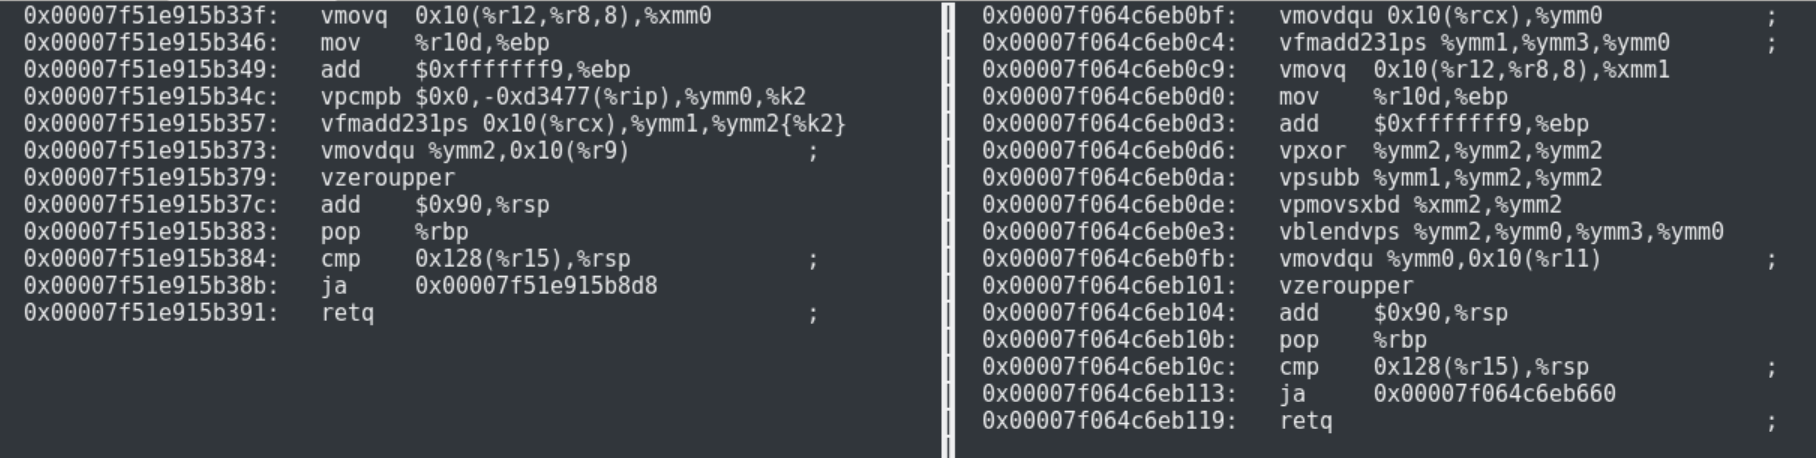 0x00007f51e915b33f: vmovq 0x10(%r12,%r8,8),%xmm0
0x00007f51e915b346: mov %r10d,%ebp
0x00007f51e915b349: add $0xfffffff9,%ebp
0x00007f51e915b34c: vpcmpb $0x0,-0xd3477(%rip),%ymm0,%k2
0x00007f51e915b357: vfmadd231ps 0x10(%rcx),%ymm1,%ymm2{%k2}
0x00007f51e915b373: vmovdqu %ymm2,0x10(%r9) ;
0x00007f51e915b379: vzeroupper
0x00007f51e915b37c: add $0x90,%rsp
0x00007f51e915b383: pop %rbp
0x00007f51e915b384: cmp 0x128(%r15),%rsp ;
0x00007f51e915b38b: ja 0x00007f51e915b8d8
0x00007f51e915b391: retq ;
0x00007f064c6eb0bf: vmovdqu 0x10(%rcx),%ymm0 ;
0x00007f064c6eb0c4: vfmadd231ps %ymm1,%ymm3,%ymm0 ;
0x00007f064c6eb0c9: vmovq 0x10(%r12,%r8,8),%xmm1
0x00007f064c6eb0d0: mov %r10d,%ebp
0x00007f064c6eb0d3: add $0xfffffff9,%ebp
0x00007f064c6eb0d6: vpxor %ymm2,%ymm2,%ymm2
0x00007f064c6eb0da: vpsubb %ymm1,%ymm2,%ymm2
0x00007f064c6eb0de: vpmovsxbd %xmm2,%ymm2
0x00007f064c6eb0e3: vblendvps %ymm2,%ymm0,%ymm3,%ymm0
0x00007f064c6eb0fb: vmovdqu %ymm0,0x10(%r11) ;
0x00007f064c6eb101: vzeroupper
0x00007f064c6eb104: add $0x90,%rsp
0x00007f064c6eb10b: pop %rbp
0x00007f064c6eb10c: cmp 0x128(%r15),%rsp ;
0x00007f064c6eb113: ja 0x00007f064c6eb660
0x00007f064c6eb119: retq ;